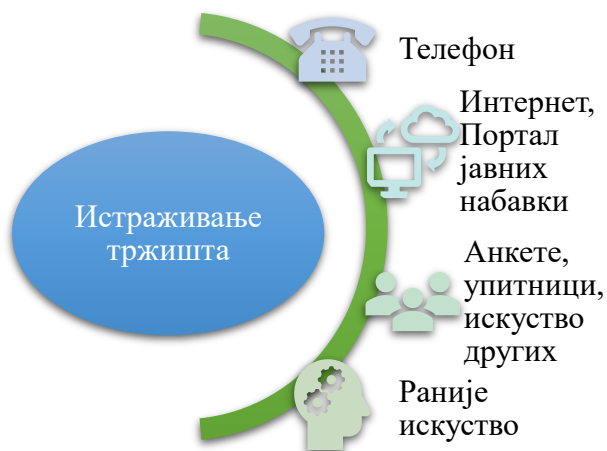 Истраживање
тржишта
Телефон
Интернет,
Портал
јавних
набавки
Анкете,
упитници,
искуство
других
Раније
искуство